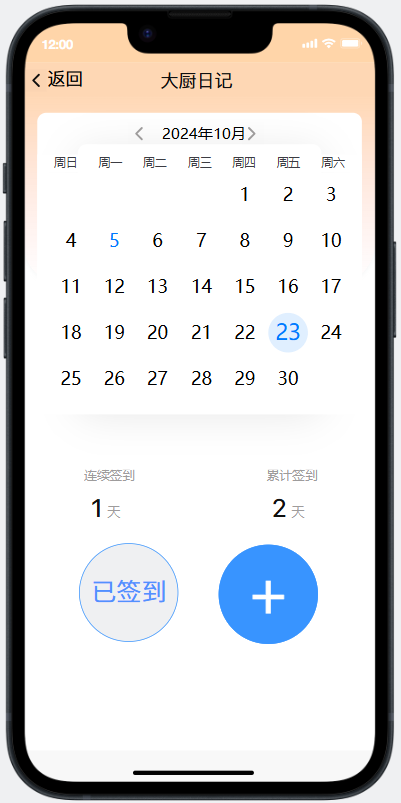 12:00
返回 大厨日记
2024年10月
周日 周一 周二 周三 周四 周五 周六
1 2 3
4 5 6 7 8 9 10
11 12 13 14 15 16 17
18 19 20 21 22 23 24
25 26 27 28 29 30
连续签到 累计签到
1 天 2 天
已签到 +